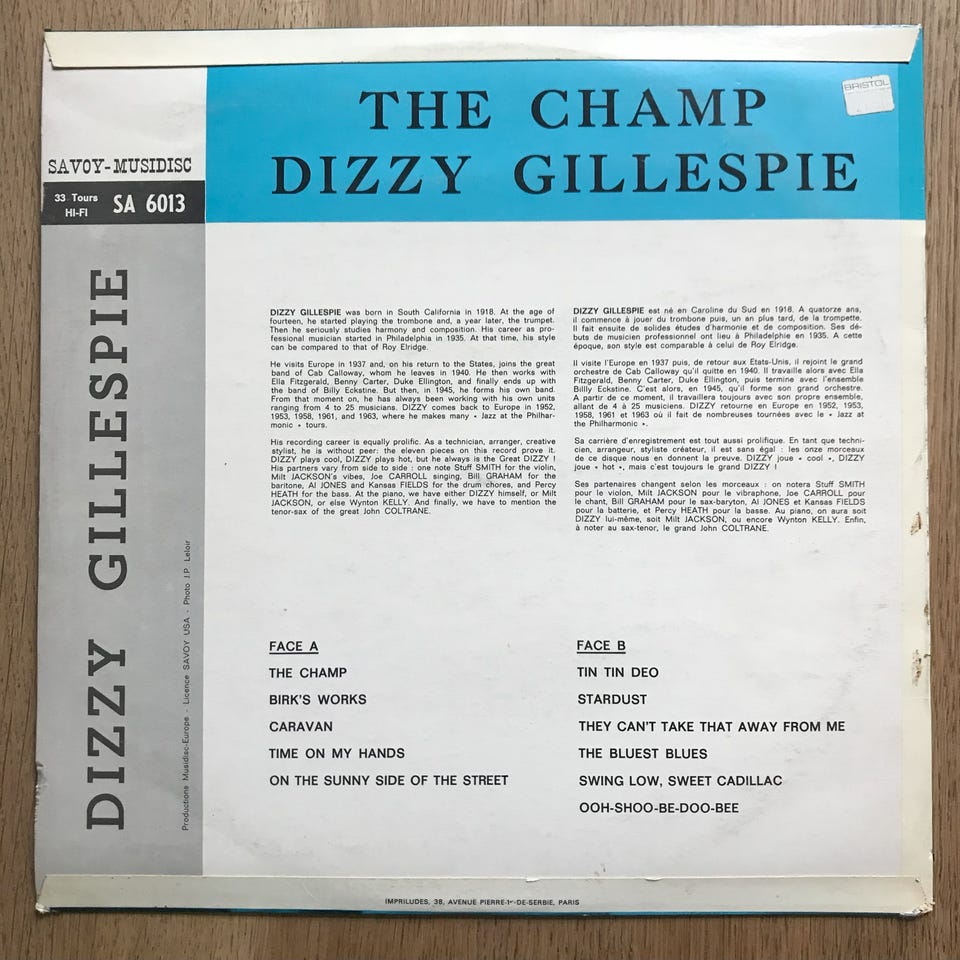 THE CHAMP
DIZZY GILLESPIE
BRISTOL
SAVOY-MUSIDISC
33 Tours
HI-FI
SA 6013
DIZZY GILLESPIE
Productions Musidisc-Europe - Licence SAVOY USA - Photo J.P. Leloir
DIZZY GILLESPIE was born in South California in 1918. At the age of
fourteen, he started playing the trombone and, a year later, the trumpet.
Then he seriously studies harmony and composition. His career as pro-
fessional musician started in Philadelphia in 1935. At that time, his style
can be compared to that of Roy Elridge.
He visits Europe in 1937 and, on his return to the States, joins the great
band of Cab Calloway, whom he leaves in 1940. He then works with
Ella Fitzgerald, Benny Carter, Duke Ellington, and finally ends up with
the band of Billy Eckstine. But then, in 1945, he forms his own band.
From that moment on, he has always been working with his own units
ranging from 4 to 25 musicians. DIZZY comes back to Europe in 1952,
1953, 1958, 1961, and 1963, where he makes many « Jazz at the Philhar-
monic » tours.
His recording career is equally prolific. As a technician, arranger, creative
stylist, he is without peer: the eleven pieces on this record prove it.
DIZZY plays cool, DIZZY plays hot, but he always is the Great DIZZY !
His partners vary from side to side : one note Stuff SMITH for the violin,
Milt JACKSON's vibes, Joe CARROLL singing, Bill GRAHAM for the
baritone, Al JONES and Kansas FIELDS for the drum chores, and Percy
HEATH for the bass. At the piano, we have either DIZZY himself, or Milt
JACKSON, or else Wynton KELLY. And finally, we have to mention the
tenor-sax of the great John COLTRANE.
DIZZY GILLESPIE est né en Caroline du Sud en 1918. A quatorze ans,
il commence à jouer du trombone puis, un an plus tard, de la trompette.
Il fait ensuite de solides études d'harmonie et de composition. Ses dé-
buts de musicien professionnel ont lieu à Philadelphie en 1935. A cette
époque, son style est comparable à celui de Roy Elridge.
Il visite l'Europe en 1937 puis, de retour aux Etats-Unis, il rejoint le grand
orchestre de Cab Calloway qu'il quitte en 1940. Il travaille alors avec Ella
Fitzgerald, Benny Carter, Duke Ellington, puis termine avec l'ensemble
Billly Eckstine. C'est alors, en 1945, qu'il forme son grand orchestre.
A partir de ce moment, il travaillera toujours avec son propre ensemble,
allant de 4 à 25 musiciens. DIZZY retourne en Europe en 1952, 1953,
1958, 1961 et 1963 où il fait de nombreuses tournées avec le « Jazz at
the Philharmonic ».
Sa carrière d'enregistrement est tout aussi prolifique. En tant que techni-
cien, arranger, styliste créateur, il est sans égal : les onze morceaux
de ce disque nous en donnent la preuve. DIZZY joue « cool », DIZZY
joue « hot », mais c'est toujours le grand DIZZY !
Ses partenaires changent selon les morceaux : on notera Stuff SMITH
pour le violon, Milt JACKSON pour le vibraphone, Joe CARROLL pour
le chant, Bill GRAHAM pour le sax-baryton, Al JONES et Kansas FIELDS
pour la batterie, et Percy HEATH pour la basse. Au piano, on aura soit
DIZZY lui-même, soit Milt JACKSON, ou encore Wynton KELLY. Enfin,
à noter au sax-tenor, le grand John COLTRANE.
FACE A
THE CHAMP
BIRK'S WORKS
CARAVAN
TIME ON MY HANDS
ON THE SUNNY SIDE OF THE STREET
FACE B
TIN TIN DEO
STARDUST
THEY CAN'T TAKE THAT AWAY FROM ME
THE BLUEST BLUES
SWING LOW, SWEET CADILLAC
OOH-SHOO-BE-DOO-BEE
IMPRILUDES, 38, AVENUE PIERRE-1er-DE-SERBIE, PARIS